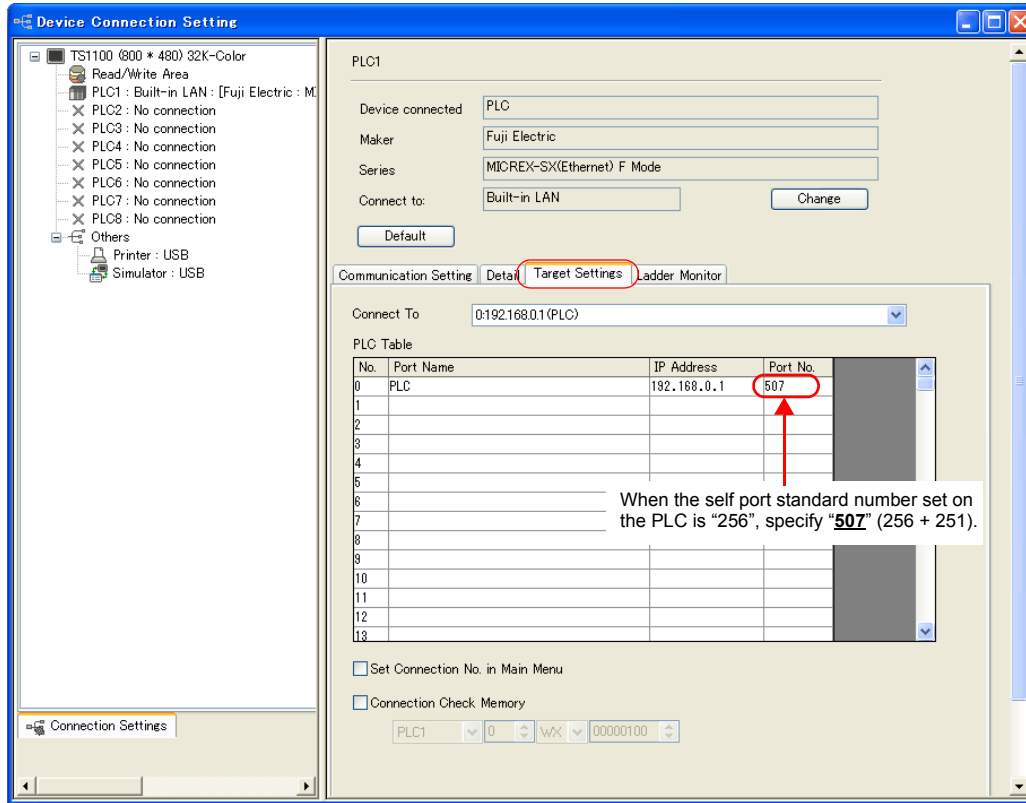 Device Connection Setting
TS1100 (800 * 480) 32K-Color
Read/Write Area
PLC1 : Built-in LAN : [Fuji Electric : M
PLC2 : No connection
PLC3 : No connection
PLC4 : No connection
PLC5 : No connection
PLC6 : No connection
PLC7 : No connection
PLC8 : No connection
Others
Printer : USB
Simulator : USB
Connection Settings
PLC1
Device connected PLC
Maker Fuji Electric
Series MICREX-SX(Ethernet) F Mode
Connect to: Built-in LAN Change
Default
Communication Setting Detail Target Settings Ladder Monitor
Connect To 0:192.168.0.1(PLC)
PLC Table
No. Port Name IP Address Port No.
0 PLC 192.168.0.1 507
1
2
3
4
5
6
7
8
9
10
11
12
13
When the self port standard number set on
the PLC is “256”, specify “507” (256 + 251).
Set Connection No. in Main Menu
Connection Check Memory
PLC1 0 WX 00000100